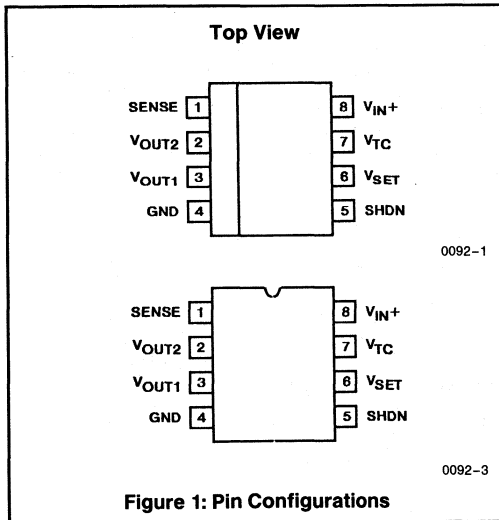 Top View
SENSE 1 8 VIN+
VOUT2 2 7 VTC
VOUT1 3 6 VSET
GND 4 5 SHDN
0092-1
SENSE 1 8 VIN+
VOUT2 2 7 VTC
VOUT1 3 6 VSET
GND 4 5 SHDN
0092-3
Figure 1: Pin Configurations